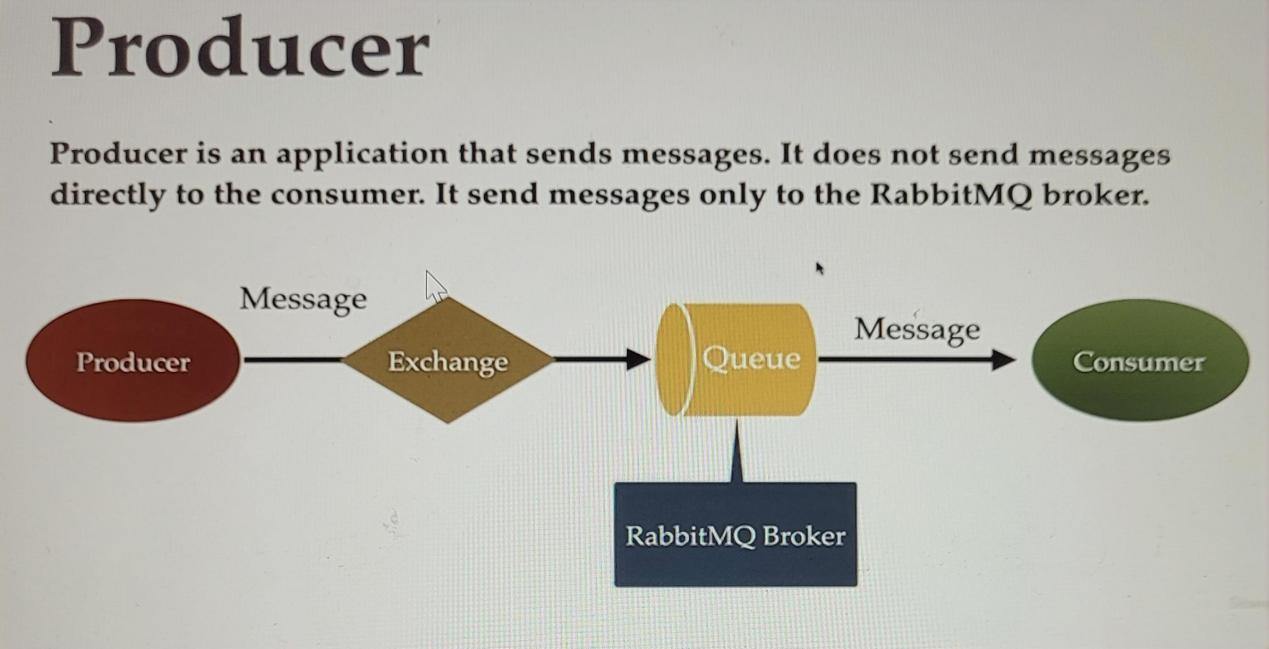 Producer
Producer is an application that sends messages. It does not send messages
directly to the consumer. It send messages only to the RabbitMQ broker.
Message
Producer
Exchange
Queue
Message
Consumer
RabbitMQ Broker